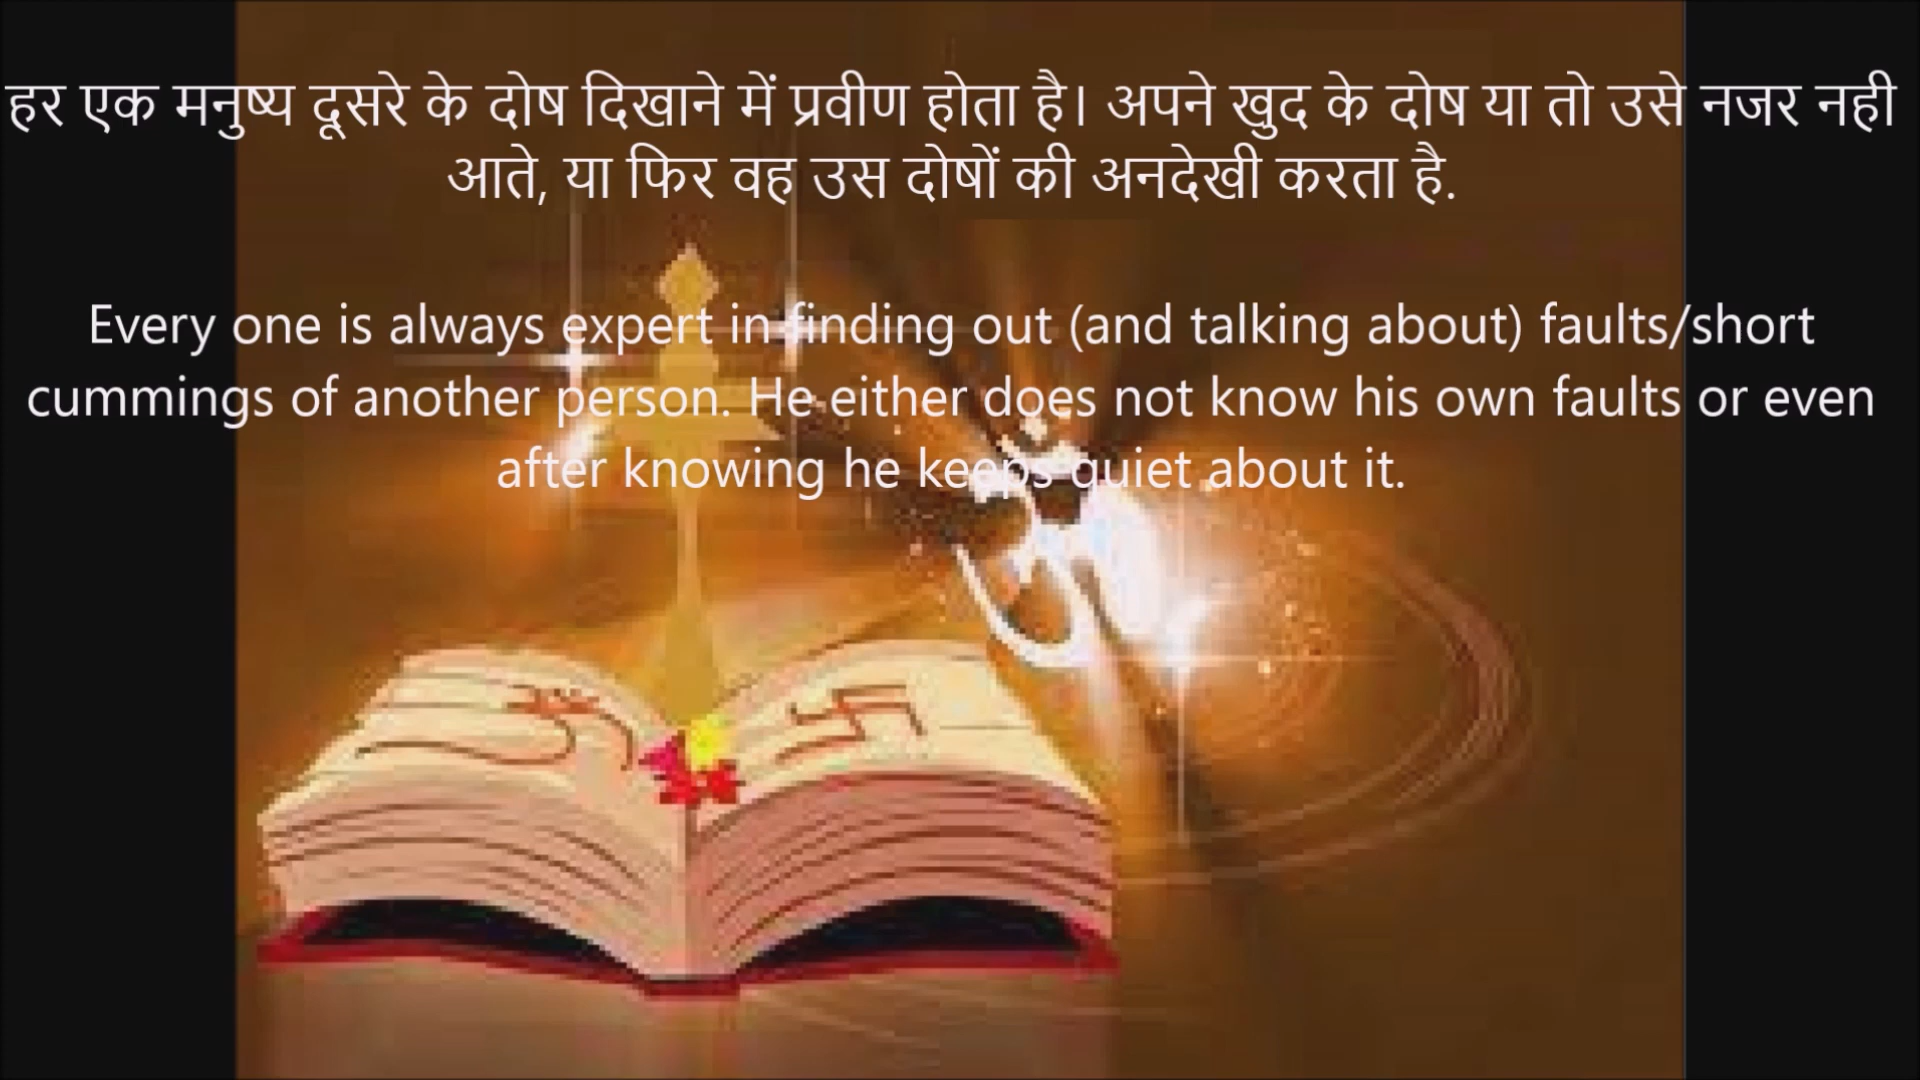 हर एक मनुष्य दूसरे के दोष दिखाने में प्रवीण होता है। अपने खुद के दोष या तो उसे नजर नही
आते, या फिर वह उस दोषों की अनदेखी करता है.
Every one is always expert in finding out (and talking about) faults/short
cummings of another person. He either does not know his own faults or even
after knowing he keeps quiet about it.